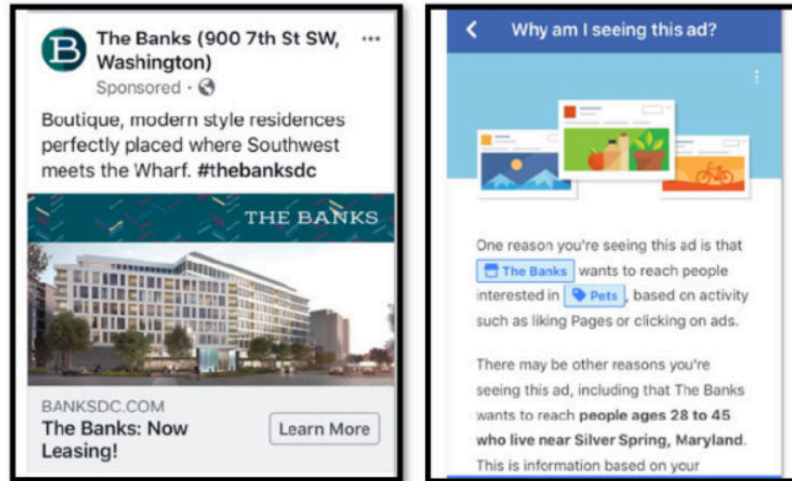 B
The Banks (900 7th St SW,
Washington)
Sponsored ·
Boutique, modern style residences
perfectly placed where Southwest
meets the Wharf. #thebanksdc
THE BANKS
BANKSDC.COM
The Banks: Now
Leasing!
Learn More
Why am I seeing this ad?
One reason you're seeing this ad is that
The Banks wants to reach people
interested in Pets, based on activity
such as liking Pages or clicking on ads.
There may be other reasons you're
seeing this ad, including that The Banks
wants to reach people ages 28 to 45
who live near Silver Spring, Maryland.
This is information based on your